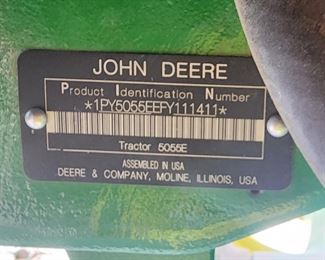 JOHN DEERE
Product Identification Number
*1PY5055EEFY111411*
Tractor 5055E
ASSEMBLED IN USA
DEERE & COMPANY, MOLINE, ILLINOIS, USA